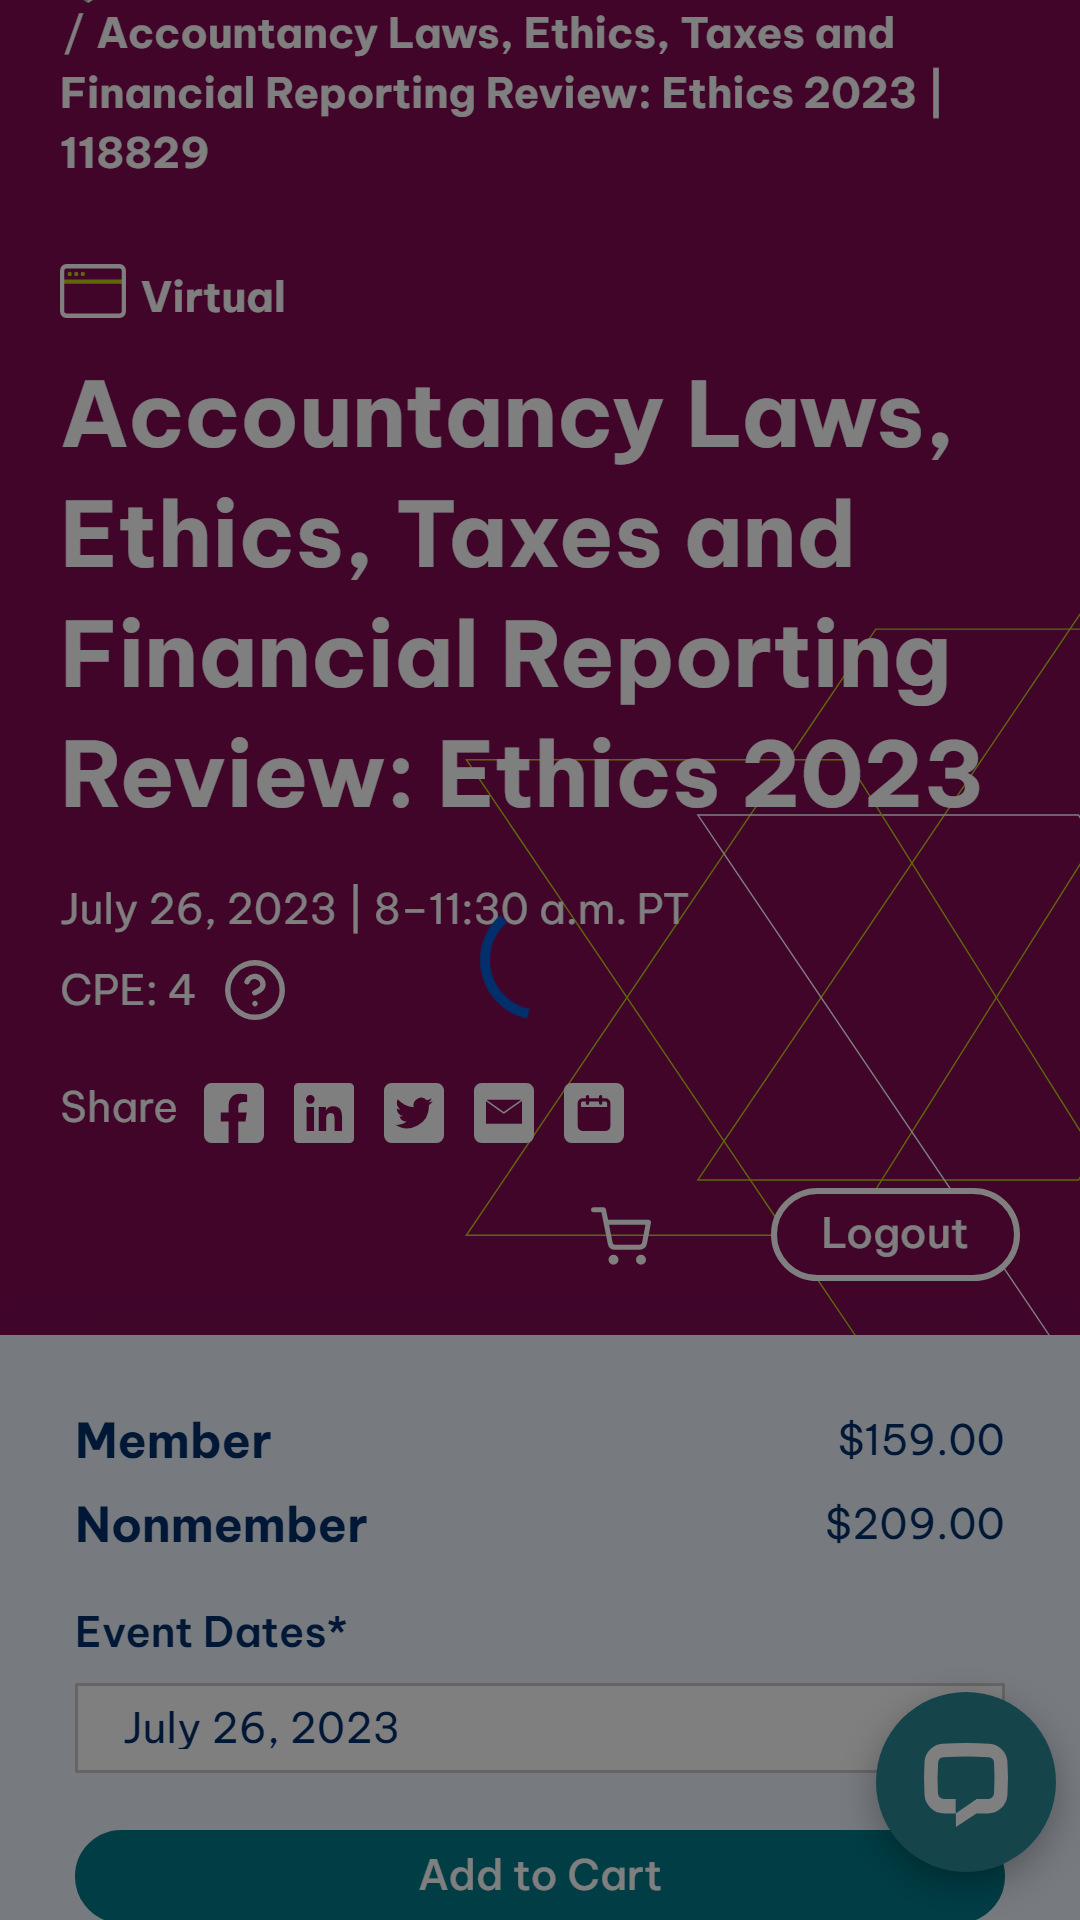 / Accountancy Laws, Ethics, Taxes and
Financial Reporting Review: Ethics 2023 |
118829
Virtual
Accountancy Laws,
Ethics, Taxes and
Financial Reporting
Review: Ethics 2023
July 26, 2023 | 8–11:30 a.m. PT
CPE: 4 ?
Share
Logout
Member $159.00
Nonmember $209.00
Event Dates*
July 26, 2023
Add to Cart